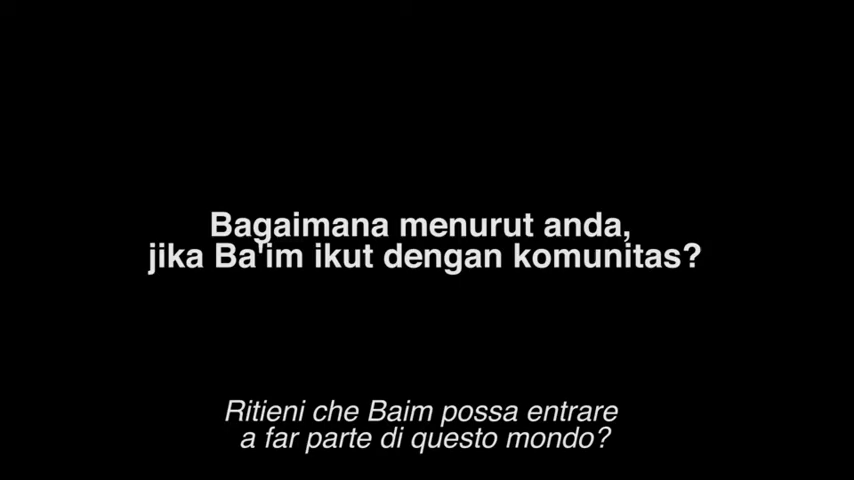 Bagaimana menurut anda,
jika Ba'im ikut dengan komunitas?
Ritieni che Baim possa entrare
a far parte di questo mondo?